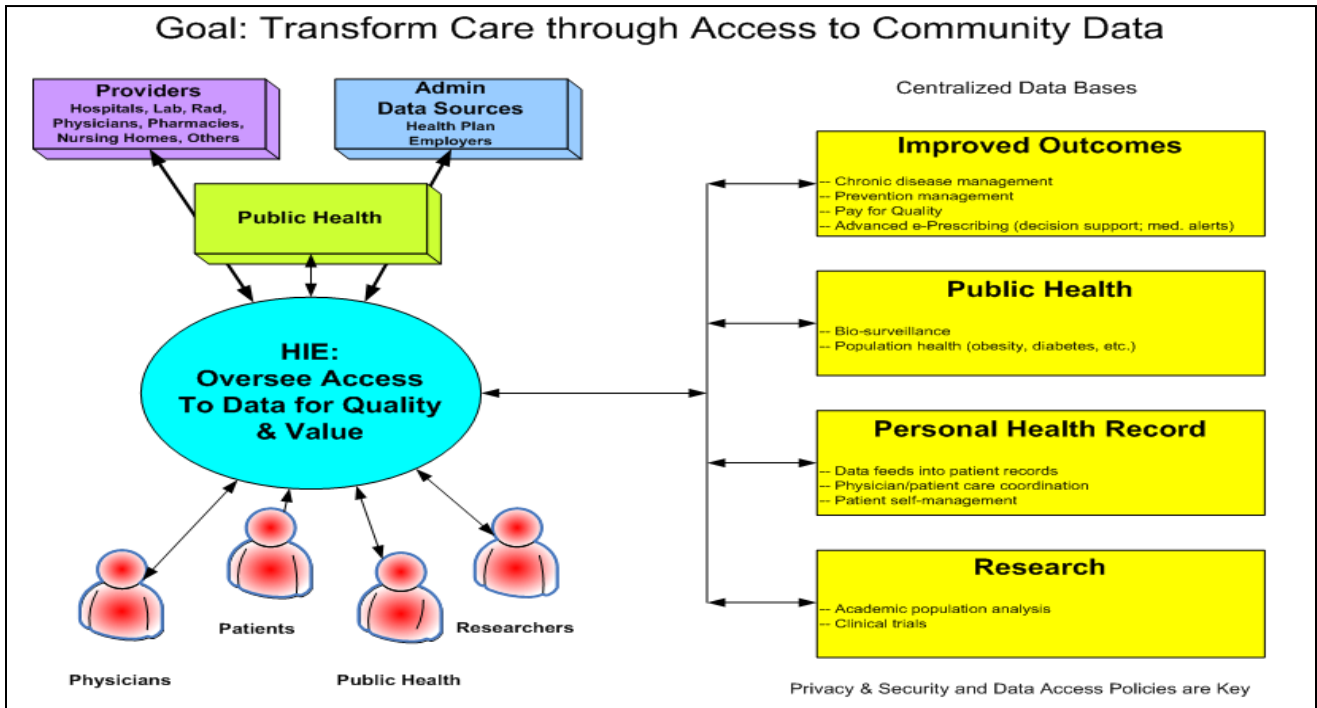 Goal: Transform Care through Access to Community Data
Providers
Hospitals, Lab, Rad,
Physicians, Pharmacies,
Nursing Homes, Others
Admin
Data Sources
Health Plan
Employers
Public Health
HIE:
Oversee Access
To Data for Quality
& Value
Physicians
Patients
Public Health
Researchers
Centralized Data Bases
Improved Outcomes
-- Chronic disease management
-- Prevention management
-- Pay for Quality
-- Advanced e-Prescribing (decision support; med. alerts)
Public Health
-- Bio-surveillance
-- Population health (obesity, diabetes, etc.)
Personal Health Record
-- Data feeds into patient records
-- Physician/patient care coordination
-- Patient self-management
Research
-- Academic population analysis
-- Clinical trials
Privacy & Security and Data Access Policies are Key